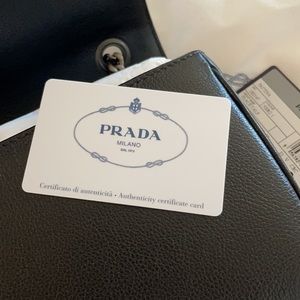 PRADA
MILANO
DAL 1913
Certificato di autenticità • Authenticity certificate card